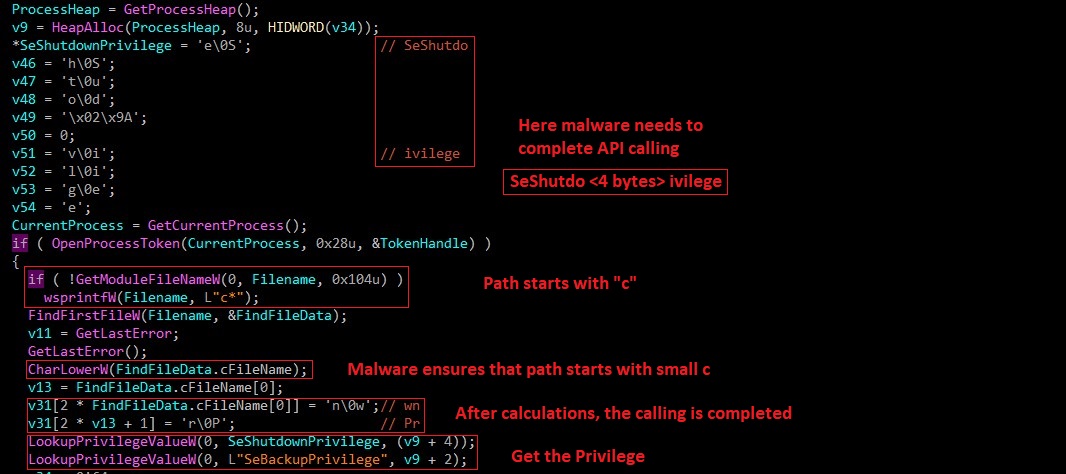 ProcessHeap = GetProcessHeap();
v9 = HeapAlloc(ProcessHeap, 8u, HIDWORD(v34));
*SeShutdownPrivilege = 'e\0S'; // SeShutdo
v46 = 'h\0S';
v47 = 't\0u';
v48 = 'o\0d';
v49 = '\x02\x9A';
v50 = 0;
v51 = 'v\0i'; // ivilege
v52 = 'l\0i';
v53 = 'g\0e';
v54 = 'e';
Here malware needs to
complete API calling
SeShutdo <4 bytes> ivilege
CurrentProcess = GetCurrentProcess();
if ( OpenProcessToken(CurrentProcess, 0x28u, &TokenHandle) )
{
if ( !GetModuleFileNameW(0, Filename, 0x104u) )
wsprintfW(Filename, L"c*");
Path starts with "c"
FindFirstFileW(Filename, &FindFileData);
v11 = GetLastError;
GetLastError();
CharLowerW(FindFileData.cFileName);
Malware ensures that path starts with small c
v13 = FindFileData.cFileName[0];
v31[2 * FindFileData.cFileName[0]] = 'n\0w';// wn
v31[2 * v13 + 1] = 'r\0P'; // Pr
After calculations, the calling is completed
LookupPrivilegeValueW(0, SeShutdownPrivilege, (v9 + 4));
LookupPrivilegeValueW(0, L"SeBackupPrivilege", v9 + 2);
Get the Privilege